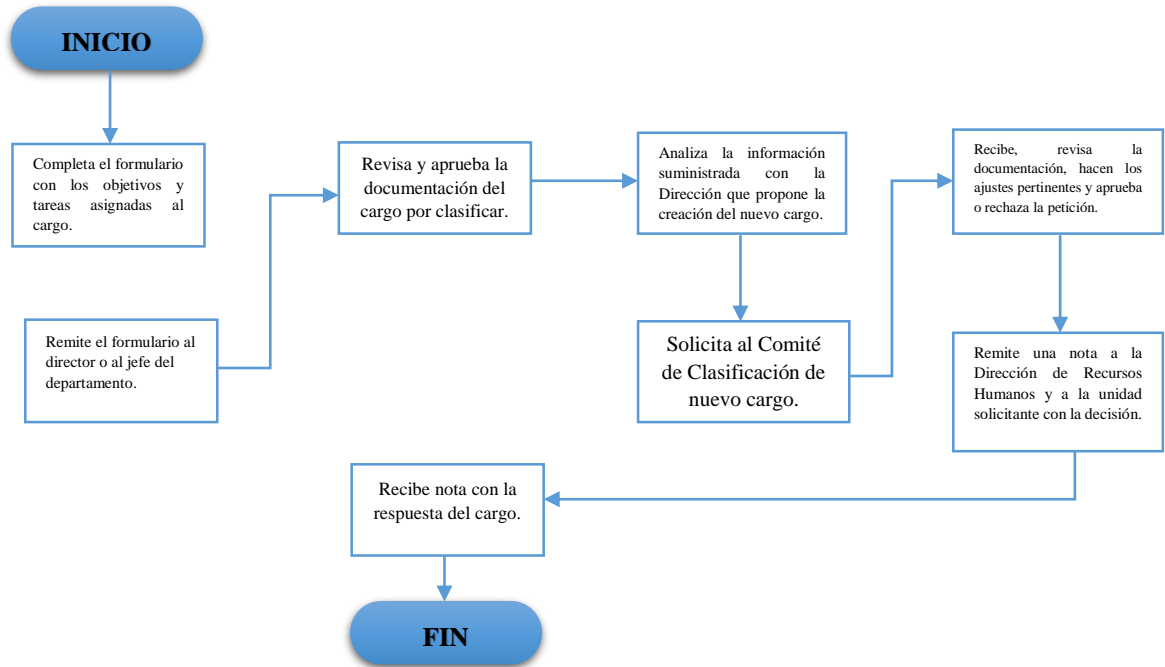 INICIO
Completa el formulario
con los objetivos y
tareas asignadas al
cargo.
Remite el formulario al
director o al jefe del
departamento.
Revisa y aprueba la
documentación del
cargo por clasificar.
Analiza la información
suministrada con la
Dirección que propone la
creación del nuevo cargo.
Solicita al Comité
de Clasificación de
nuevo cargo.
Recibe, revisa la
documentación, hacen los
ajustes pertinentes y aprueba
o rechaza la petición.
Remite una nota a la
Dirección de Recursos
Humanos y a la unidad
solicitante con la decisión.
Recibe nota con la
respuesta del cargo.
FIN